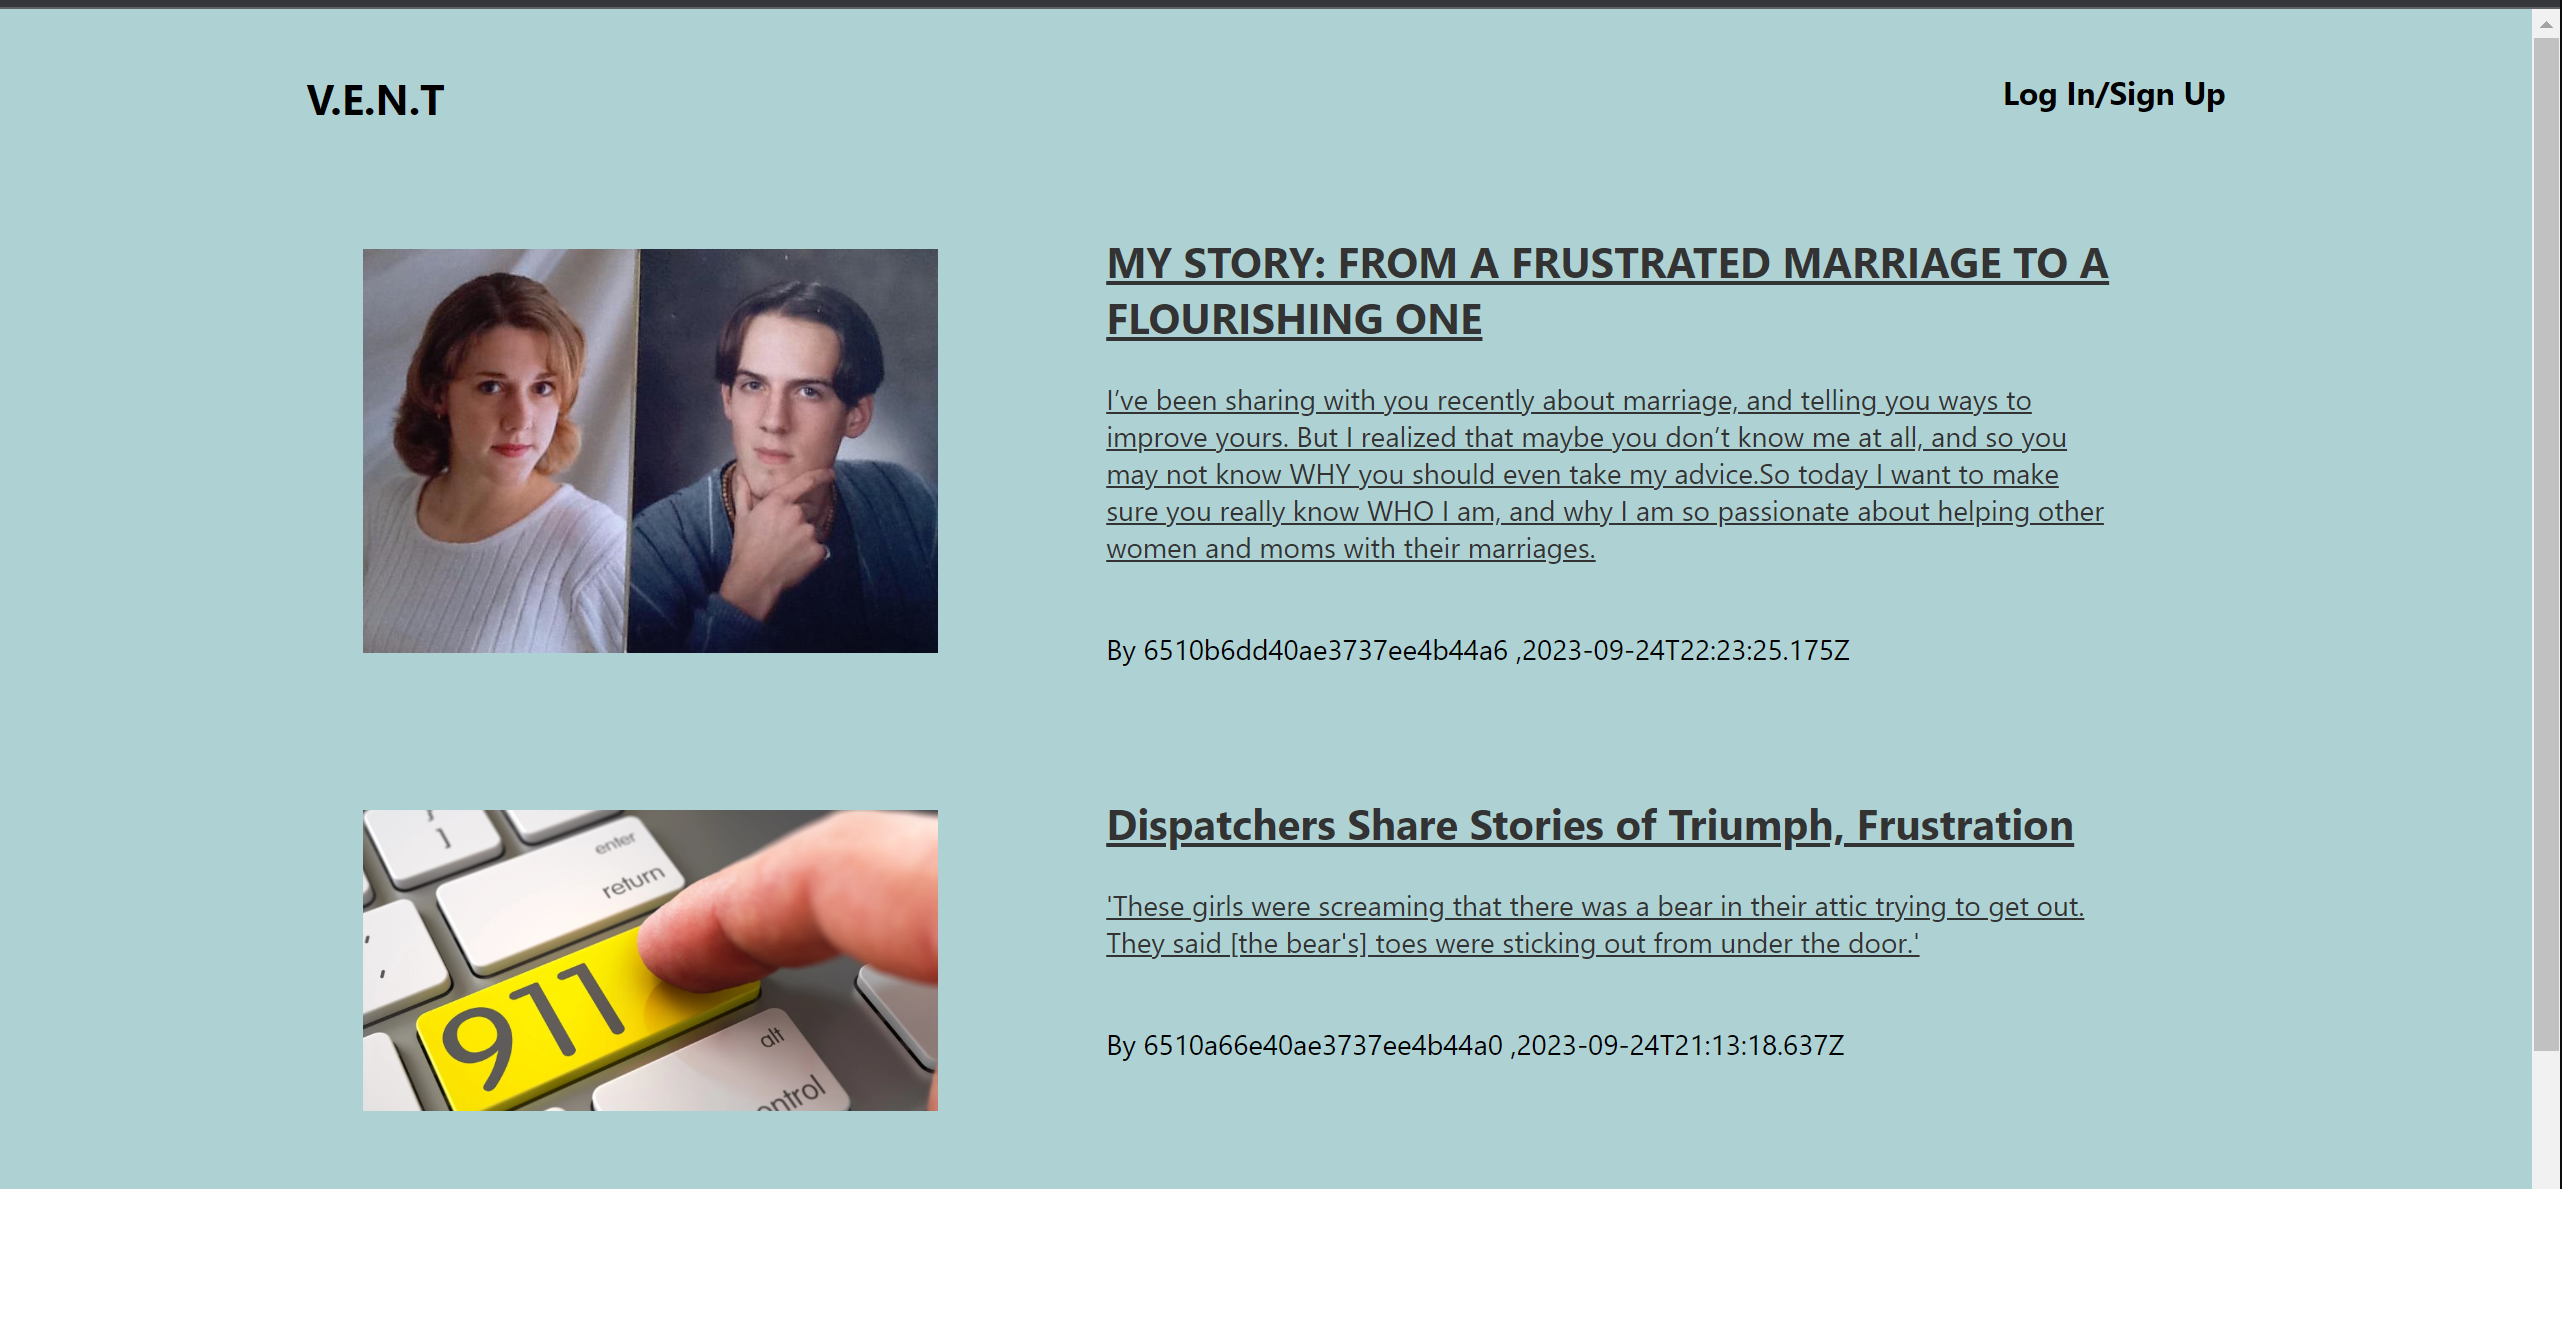 V.E.N.T
Log In/Sign Up
MY STORY: FROM A FRUSTRATED MARRIAGE TO A
FLOURISHING ONE
I’ve been sharing with you recently about marriage, and telling you ways to
improve yours. But I realized that maybe you don’t know me at all, and so you
may not know WHY you should even take my advice.So today I want to make
sure you really know WHO I am, and why I am so passionate about helping other
women and moms with their marriages.
By 6510b6dd40ae3737ee4b44a6 ,2023-09-24T22:23:25.175Z
}
]
enter
return
911
alt
ontrol
Dispatchers Share Stories of Triumph, Frustration
'These girls were screaming that there was a bear in their attic trying to get out.
They said [the bear's] toes were sticking out from under the door.'
By 6510a66e40ae3737ee4b44a0 ,2023-09-24T21:13:18.637Z